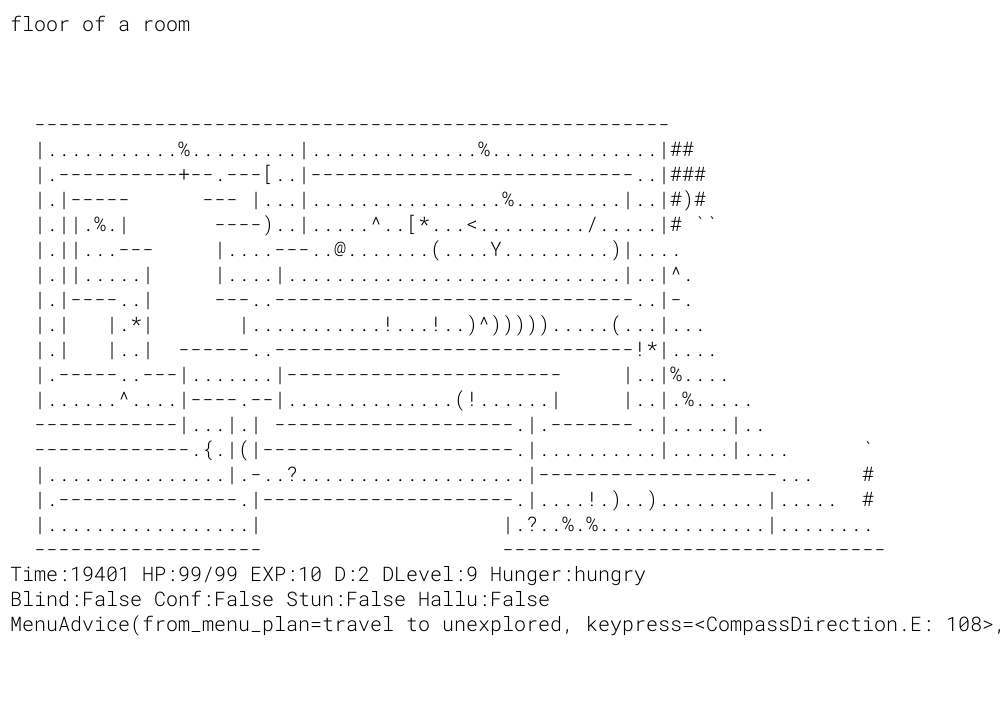 floor of a room
  ---------------------------------------------------
  |...........%.........|..............%..............|##
  |.----------+--.---[..|--------------------------..|###
  |.|-----      --- |...|................%.........|..|#)#
  |.||.%.|       ----)..|.....^..[*...<........./.....|# ``
  |.||...---     |....---..@.......(....Y.........)|....
  |.||.....|     |....|...........................|..|^.
  |.|----..|     ---..-----------------------------..|-.
  |.|   |.*|       |...........!...!..)^))))).....(...|...
  |.|   |..|  ------..-----------------------------!*|....
  |.-----..---|.......|----------------------     |..|%....
  |......^....|----.--|..............(!......|     |..|.%.....
  ------------|...|.| ---------------------.|.-------..|.....|..
  -------------.{.|(|--------------------.|..........|.....|....      `
  |...............|.-..?..................|-------------------...    #
  |.--------------.|--------------------.|....!.)..).........|.....  #
  |.................|                    |.?..%.%..............|........
  ------------------                    -------------------------------
Time:19401 HP:99/99 EXP:10 D:2 DLevel:9 Hunger:hungry
Blind:False Conf:False Stun:False Hallu:False
MenuAdvice(from_menu_plan=travel to unexplored, keypress=<CompassDirection.E: 108>,